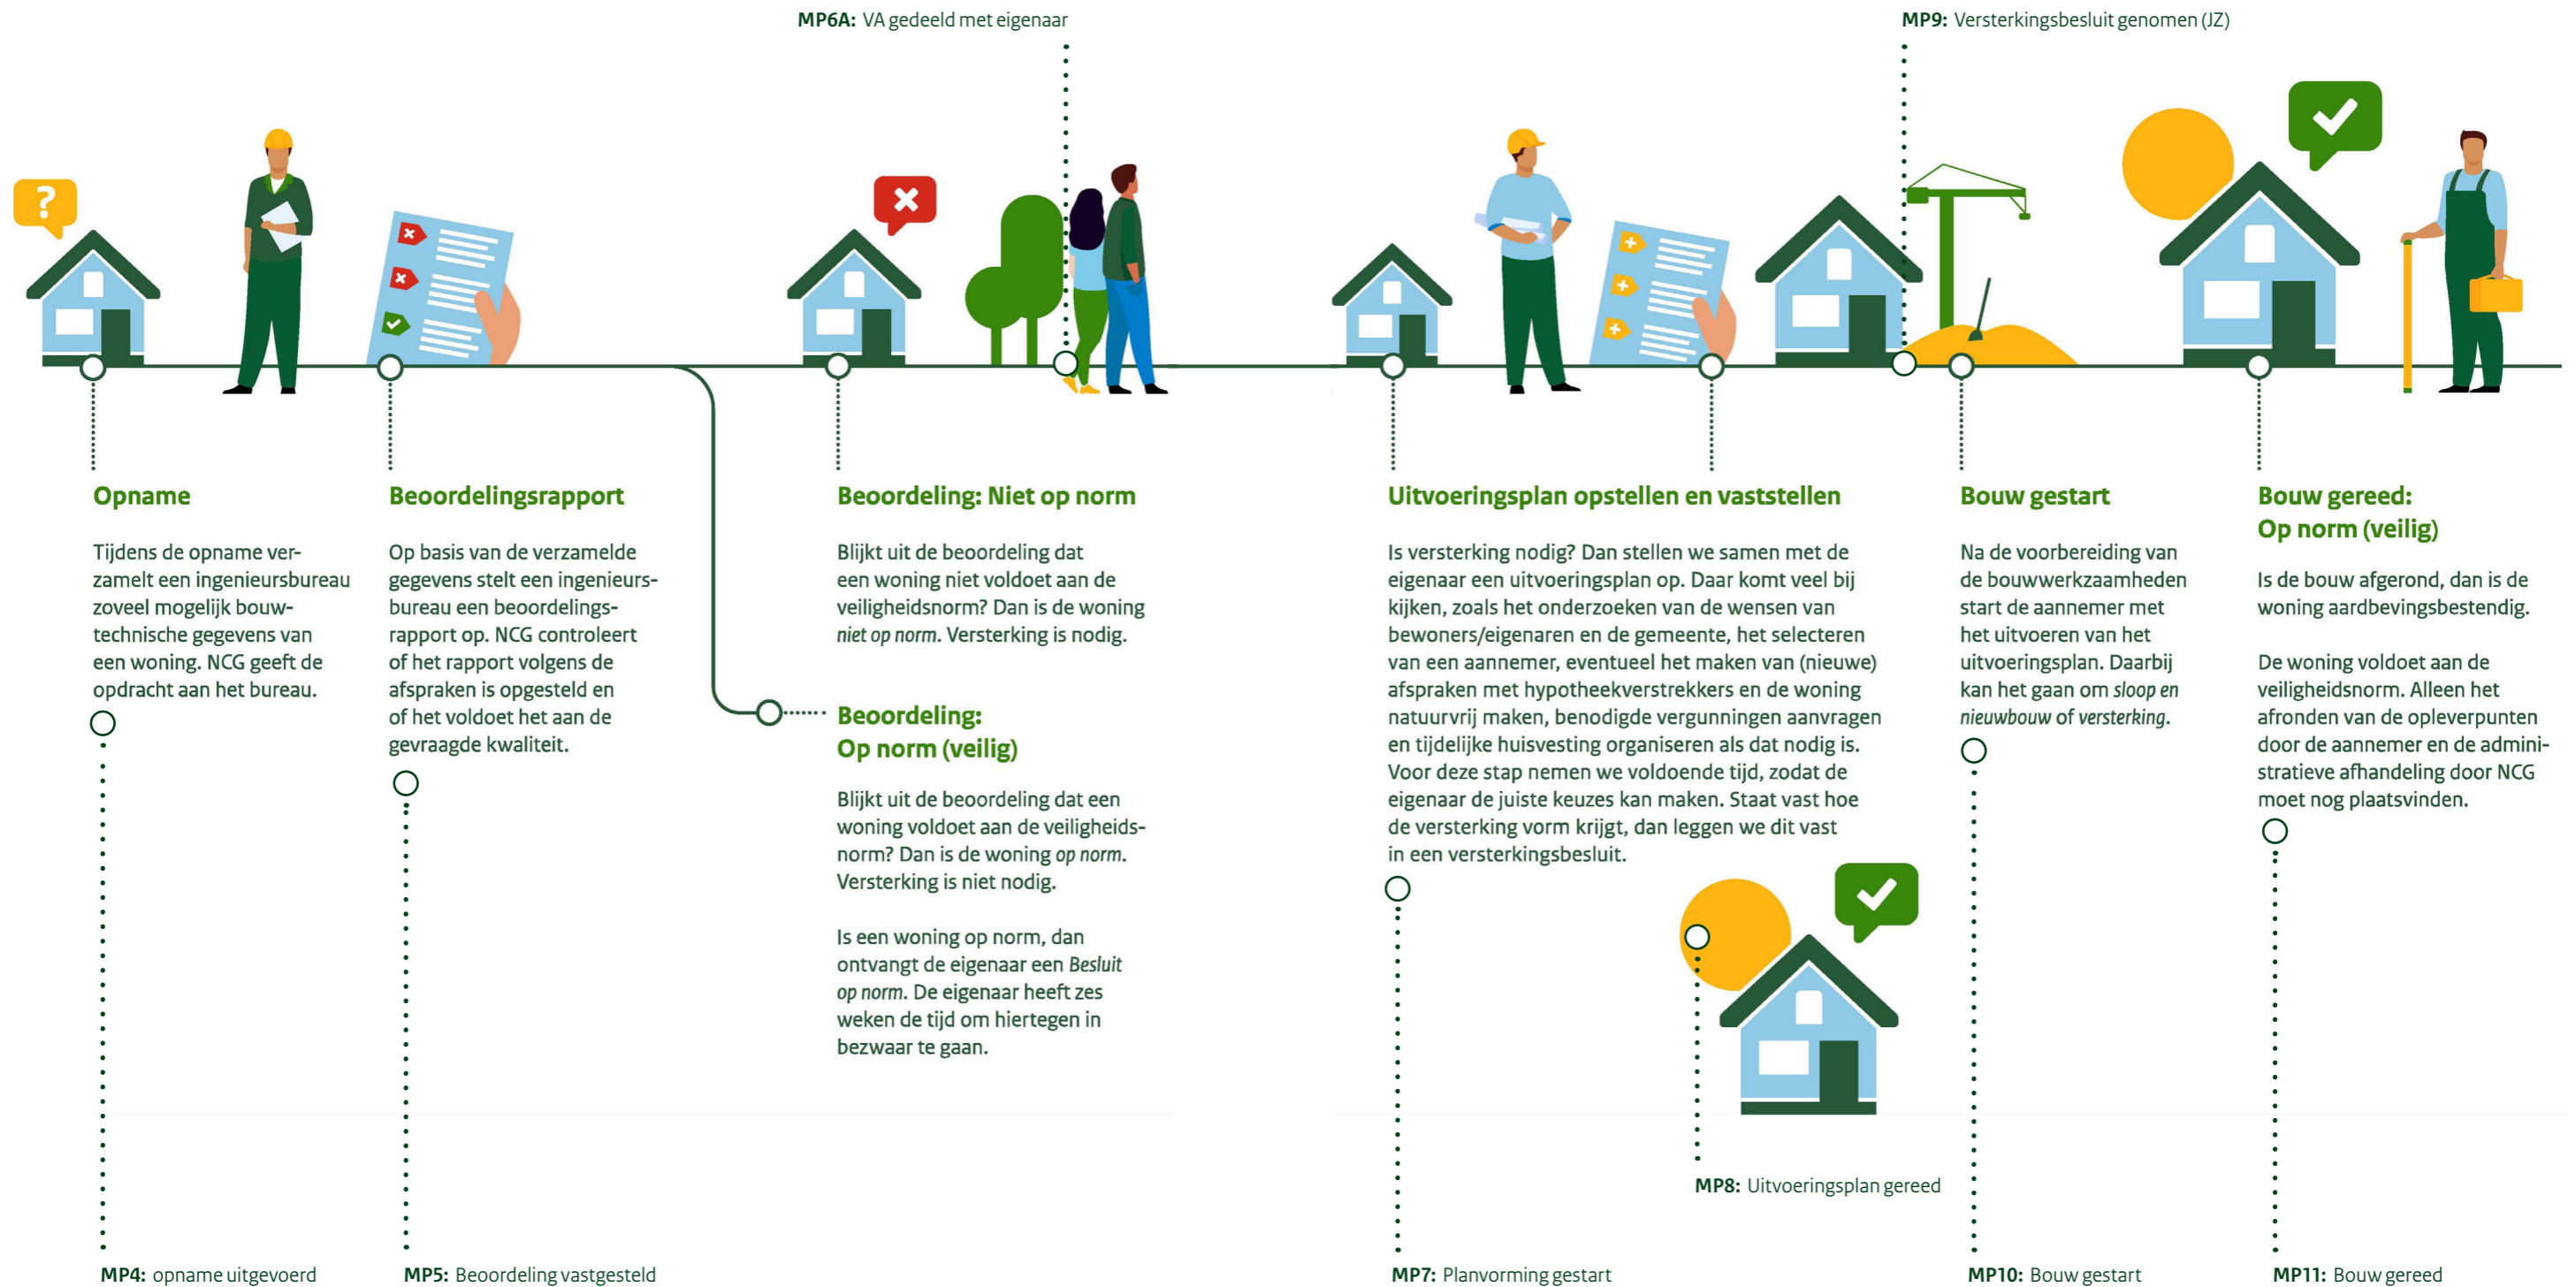 MP6A: VA gedeeld met eigenaar
MP9: Versterkingsbesluit genomen (JZ)
?
Opname
Tijdens de opname ver-
zamelt een ingenieursbureau
zoveel mogelijk bouw-
technische gegevens van
een woning. NCG geeft de
opdracht aan het bureau.
Beoordelingsrapport
Op basis van de verzamelde
gegevens stelt een ingenieurs-
bureau een beoordelings-
rapport op. NCG controleert
of het rapport volgens de
afspraken is opgesteld en
of het voldoet het aan de
gevraagde kwaliteit.
Beoordeling: Niet op norm
Blijkt uit de beoordeling dat
een woning niet voldoet aan de
veiligheidsnorm? Dan is de woning
niet op norm. Versterking is nodig.
Beoordeling:
Op norm (veilig)
Blijkt uit de beoordeling dat een
woning voldoet aan de veiligheids-
norm? Dan is de woning op norm.
Versterking is niet nodig.
Is een woning op norm, dan
ontvangt de eigenaar een Besluit
op norm. De eigenaar heeft zes
weken de tijd om hiertegen in
bezwaar te gaan.
Uitvoeringsplan opstellen en vaststellen
Is versterking nodig? Dan stellen we samen met de
eigenaar een uitvoeringsplan op. Daar komt veel bij
kijken, zoals het onderzoeken van de wensen van
bewoners/eigenaren en de gemeente, het selecteren
van een aannemer, eventueel het maken van (nieuwe)
afspraken met hypotheekverstrekkers en de woning
natuurvrij maken, benodigde vergunningen aanvragen
en tijdelijke huisvesting organiseren als dat nodig is.
Voor deze stap nemen we voldoende tijd, zodat de
eigenaar de juiste keuzes kan maken. Staat vast hoe
de versterking vorm krijgt, dan leggen we dit vast
in een versterkingsbesluit.
Bouw gestart
Na de voorbereiding van
de bouwwerkzaamheden
start de aannemer met
het uitvoeren van het
uitvoeringsplan. Daarbij
kan het gaan om sloop en
nieuwbouw of versterking.
Bouw gereed:
Op norm (veilig)
Is de bouw afgerond, dan is de
woning aardbevingsbestendig.
De woning voldoet aan de
veiligheidsnorm. Alleen het
afronden van de opleverpunten
door de aannemer en de admini-
stratieve afhandeling door NCG
moet nog plaatsvinden.
MP8: Uitvoeringsplan gereed
MP4: opname uitgevoerd
MP5: Beoordeling vastgesteld
MP7: Planvorming gestart
MP10: Bouw gestart
MP11: Bouw gereed